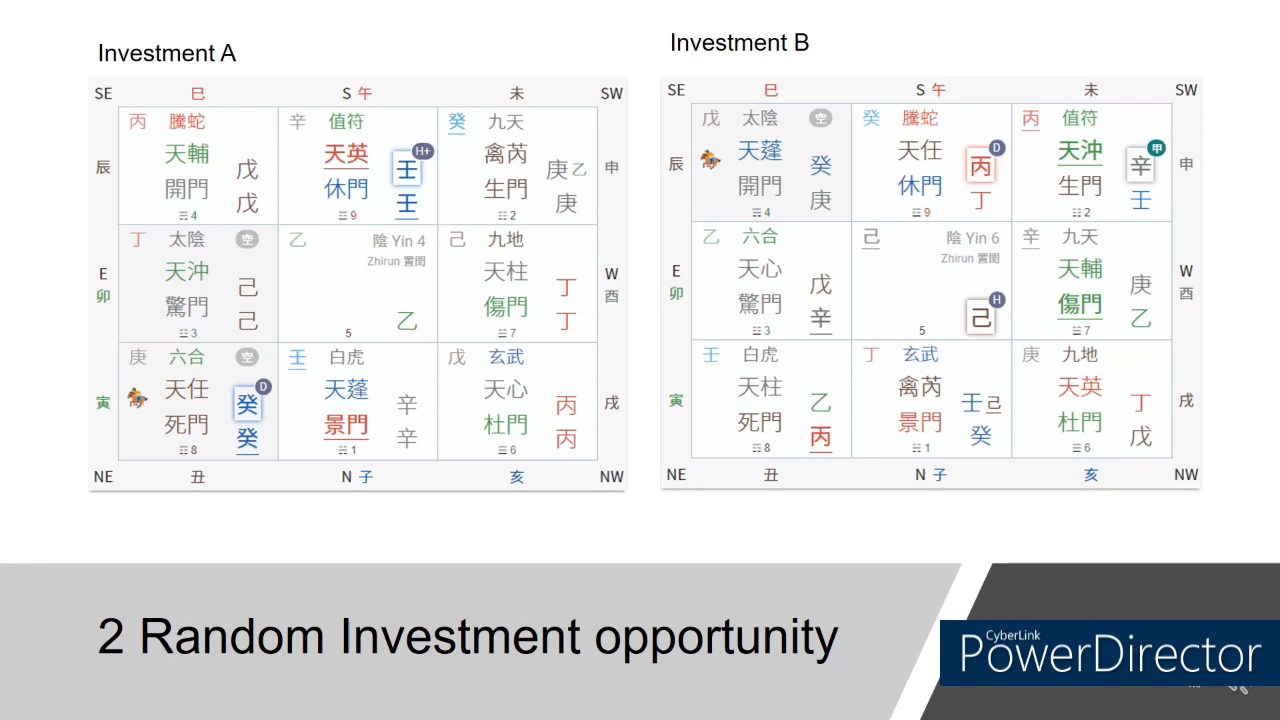 Investment A
Investment B
SE 巳 S 午 未 SW
丙 騰蛇
天輔 戊
開門 戊
☴ 4
辛 值符
天英 壬 H+
休門 壬
☲ 9
癸 九天
禽芮 庚 乙
生門 庚
☷ 2
辰
申
丁 太陰 空
天沖 己
驚門 己
☳ 3
乙 陰 Yin 4
Zhirun 置閏
乙
5
己 九地
天柱 丁
傷門 丁
☱ 7
E
卯
W
酉
庚 六合 空
天任 癸 D
死門 癸
☶ 8
壬 白虎
天蓬 辛
景門 辛
☵ 1
戊 玄武
天心 丙
杜門 丙
☰ 6
寅
戌
NE 丑 N 子 亥 NW
SE 巳 S 午 未 SW
戊 太陰 空
天蓬 癸
開門 庚
☴ 4
癸 騰蛇
天任 丙 D
休門 丁
☲ 9
丙 值符
天沖 辛 甲
生門 壬
☷ 2
辰
申
乙 六合
天心 戊
驚門 辛
☳ 3
己 陰 Yin 6
Zhirun 置閏
己 H
5
辛 九天
天輔 庚
傷門 乙
☱ 7
E
卯
W
酉
壬 白虎
天柱 乙
死門 丙
☶ 8
丁 玄武
禽芮 壬 己
景門 癸
☵ 1
庚 九地
天英 丁
杜門 戊
☰ 6
寅
戌
NE 丑 N 子 亥 NW
2 Random Investment opportunity
CyberLink
PowerDirector